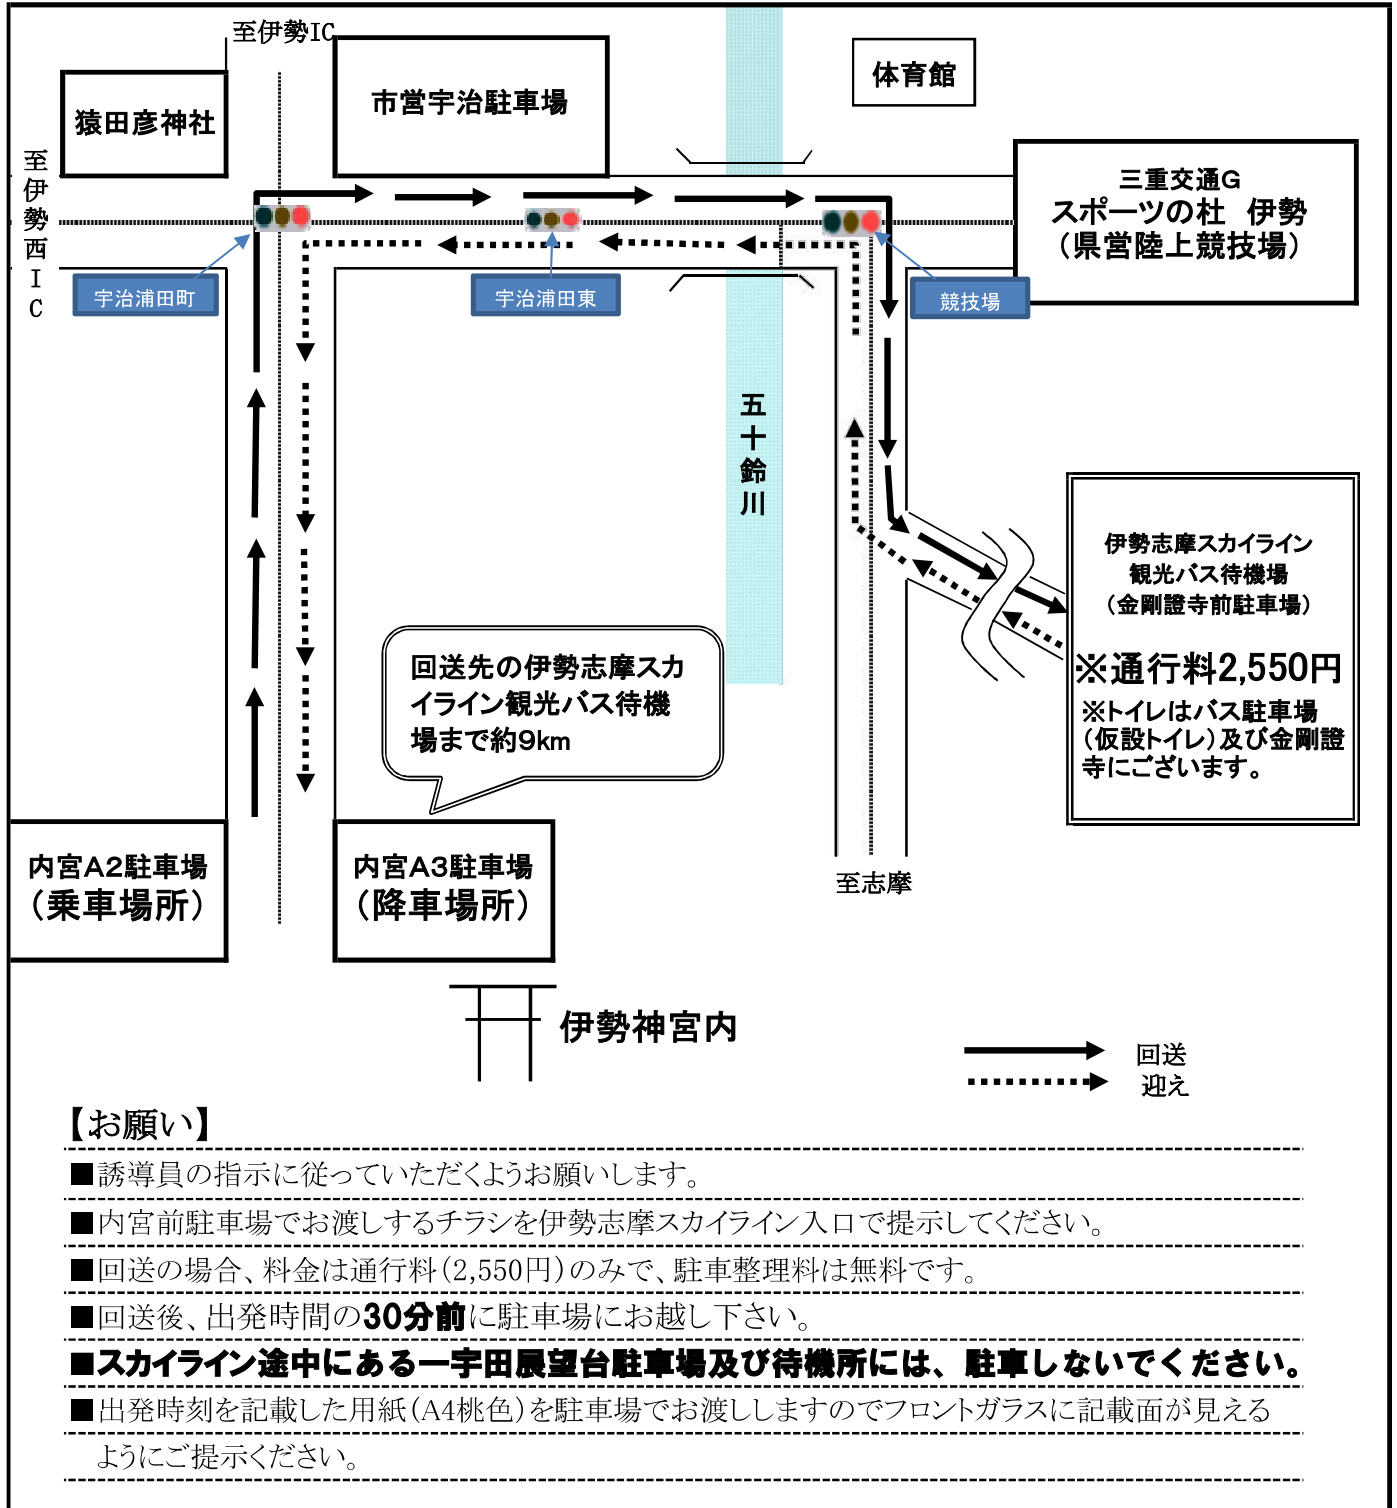 至伊勢IC
体育館
市営宇治駐車場
猿田彦神社
至伊勢西IC
三重交通G
スポーツの杜　伊勢
（県営陸上競技場）
宇治浦田町
宇治浦田東
競技場
五十鈴川
伊勢志摩スカイライン
観光バス待機場
（金剛證寺前駐車場）
※通行料2,550円
※トイレはバス駐車場
（仮設トイレ）及び金剛證
寺にございます。
回送先の伊勢志摩スカ
イライン観光バス待機
場まで約9km
内宮A2駐車場
（乗車場所）
内宮A3駐車場
（降車場所）
至志摩
伊勢神宮内
回送
迎え
【お願い】
■誘導員の指示に従っていただくようお願いします。
■内宮前駐車場でお渡しするチラシを伊勢志摩スカイライン入口で提示してください。
■回送の場合、料金は通行料（2,550円）のみで、駐車整理料は無料です。
■回送後、出発時間の30分前に駐車場にお越し下さい。
■スカイライン途中にある一宇田展望台駐車場及び待機所には、駐車しないでください。
■出発時刻を記載した用紙（A4桃色）を駐車場でお渡ししますのでフロントガラスに記載面が見える
ようにご提示ください。